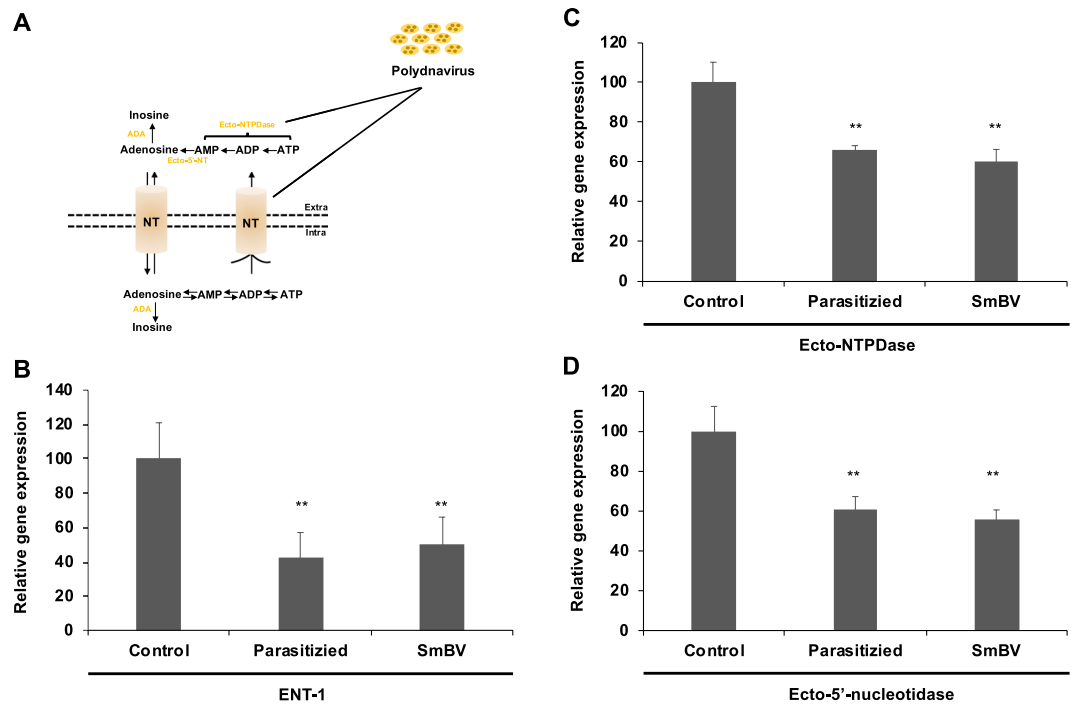 A
Polydnavirus
Inosine
ADA
Ecto-NTPDase
Adenosine AMP ADP ATP
Ecto-5'-NT
NT NT
Extra
Intra
Adenosine AMP ADP ATP
ADA
Inosine
B
Relative gene expression
140
120
100
80
60
40
20
0
** **
Control Parasitizied SmBV
ENT-1
C
Relative gene expression
120
100
80
60
40
20
0
** **
Control Parasitizied SmBV
Ecto-NTPDase
D
Relative gene expression
120
100
80
60
40
20
0
** **
Control Parasitizied SmBV
Ecto-5’-nucleotidase